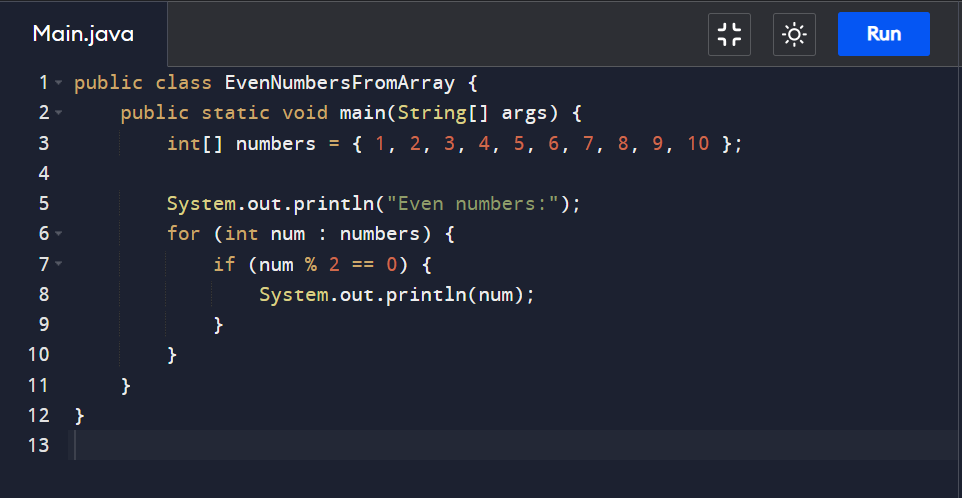 Main.java
Run
1 public class EvenNumbersFromArray {
2     public static void main(String[] args) {
3         int[] numbers = { 1, 2, 3, 4, 5, 6, 7, 8, 9, 10 };
4
5         System.out.println("Even numbers:");
6         for (int num : numbers) {
7             if (num % 2 == 0) {
8                 System.out.println(num);
9             }
10         }
11     }
12 }
13